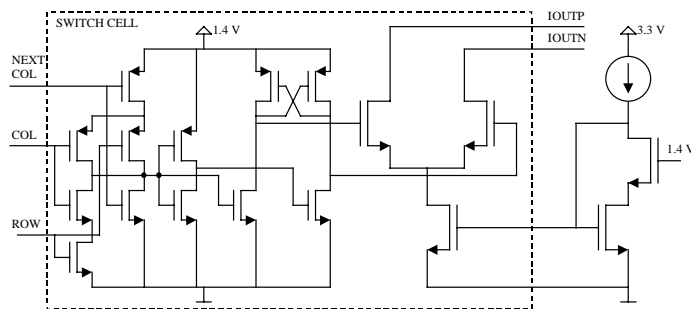 SWITCH CELL
1.4 V
IOUTP
IOUTN
3.3 V
NEXT
COL
COL
1.4 V
ROW